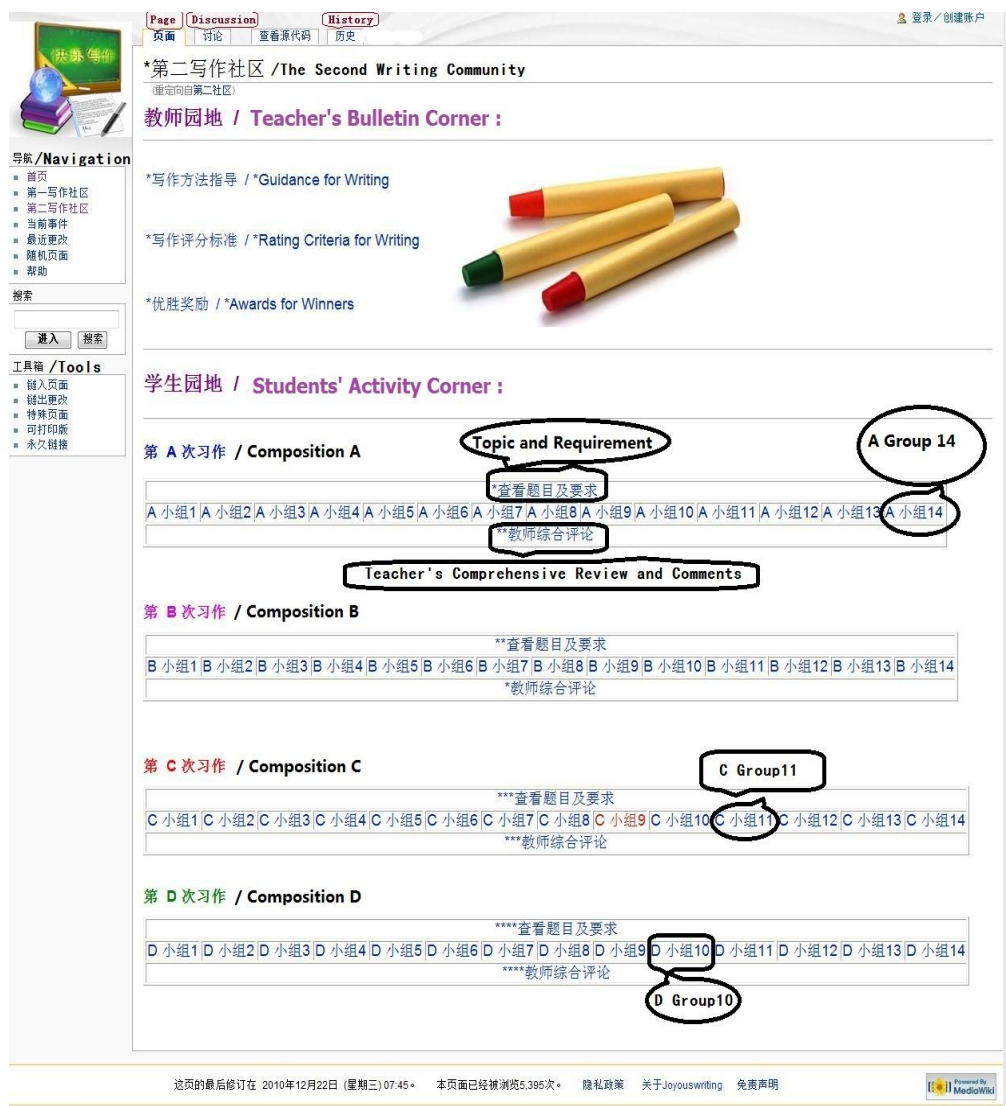 Page Discussion History
页面 讨论 查看源代码 历史 登录／创建账户
快乐写作
*第二写作社区 /The Second Writing Community
(重定向自第二社区)
教师园地 / Teacher's Bulletin Corner :
导航/Navigation
首页
第一写作社区
第二写作社区
当前事件
最近更改
随机页面
帮助
搜索
进入 搜索
工具箱 /Tools
链入页面
链出更改
特殊页面
可打印版
永久链接
*写作方法指导 / *Guidance for Writing
*写作评分标准 / *Rating Criteria for Writing
*优胜奖励 / *Awards for Winners
学生园地 / Students' Activity Corner :
第 A 次习作 / Composition A
Topic and Requirement
A Group 14
*查看题目及要求
A 小组1 A 小组2 A 小组3 A 小组4 A 小组5 A 小组6 A 小组7 A 小组8 A 小组9 A 小组10 A 小组11 A 小组12 A 小组13 A 小组14
**教师综合评论
Teacher's Comprehensive Review and Comments
第 B 次习作 / Composition B
**查看题目及要求
B 小组1 B 小组2 B 小组3 B 小组4 B 小组5 B 小组6 B 小组7 B 小组8 B 小组9 B 小组10 B 小组11 B 小组12 B 小组13 B 小组14
*教师综合评论
第 C 次习作 / Composition C
C Group11
***查看题目及要求
C 小组1 C 小组2 C 小组3 C 小组4 C 小组5 C 小组6 C 小组7 C 小组8 C 小组9 C 小组10 C 小组11 C 小组12 C 小组13 C 小组14
***教师综合评论
第 D 次习作 / Composition D
****查看题目及要求
D 小组1 D 小组2 D 小组3 D 小组4 D 小组5 D 小组6 D 小组7 D 小组8 D 小组9 D 小组10 D 小组11 D 小组12 D 小组13 D 小组14
****教师综合评论
D Group10
这页的最后修订在 2010年12月22日 (星期三) 07:45。 本页面已经被浏览5,395次。 隐私政策 关于Joyouswriting 免责声明
Powered By
MediaWiki